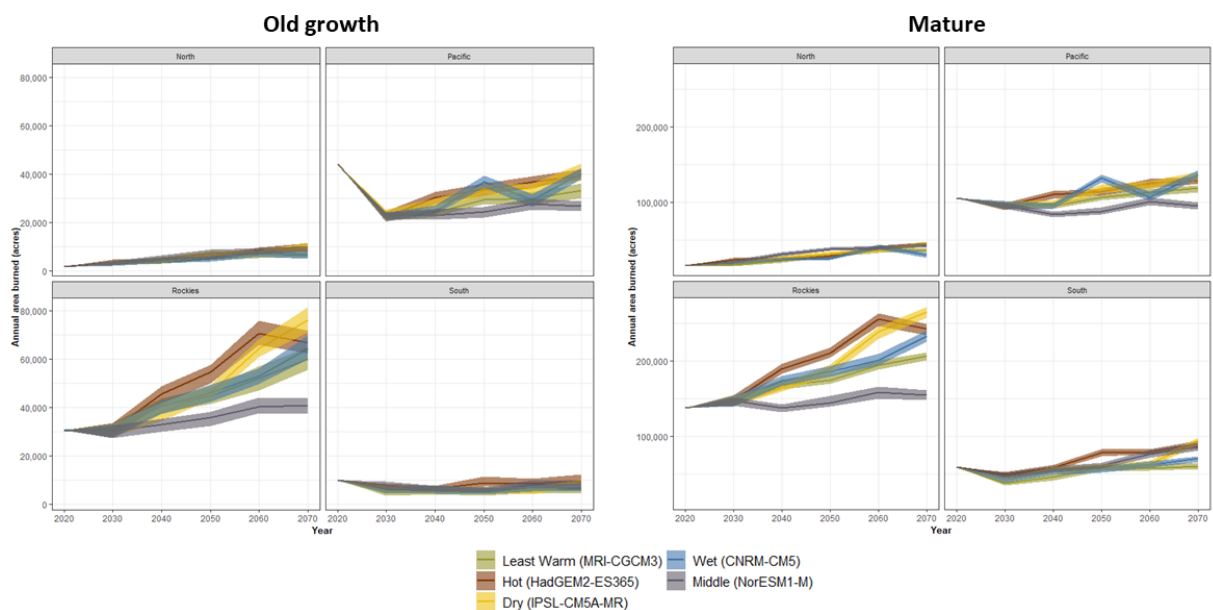 Old growth
Mature
North
Pacific
North
Pacific
80,000
60,000
40,000
20,000
0
200,000
100,000
Annual area burned (acres)
Annual area burned (acres)
Rockies
South
Rockies
South
80,000
60,000
40,000
20,000
0
200,000
100,000
2020 2030 2040 2050 2060 2070 2020 2030 2040 2050 2060 2070
2020 2030 2040 2050 2060 2070 2020 2030 2040 2050 2060 2070
Year
Year
Least Warm (MRI-CGCM3)
Wet (CNRM-CM5)
Hot (HadGEM2-ES365)
Middle (NorESM1-M)
Dry (IPSL-CM5A-MR)